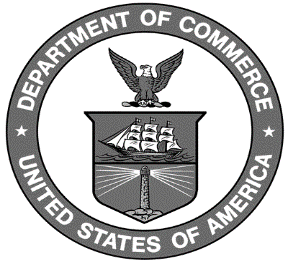 DEPARTMENT OF COMMERCE
UNITED STATES OF AMERICA